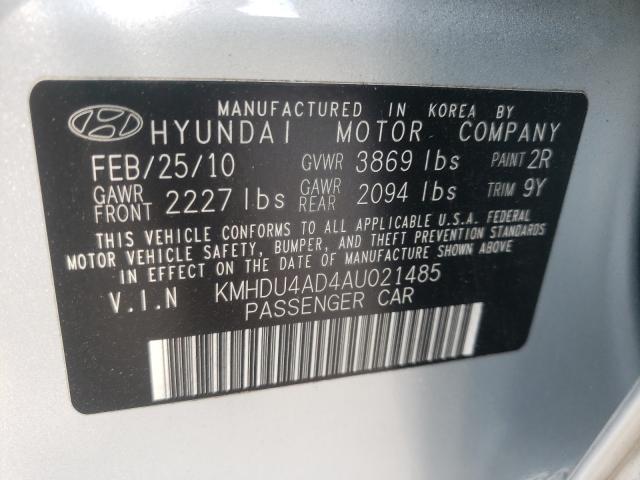 MANUFACTURED IN KOREA BY
HYUNDAI MOTOR COMPANY
FEB/25/10 GVWR 3869 lbs PAINT 2R
GAWR FRONT 2227 lbs GAWR REAR 2094 lbs TRIM 9Y
THIS VEHICLE CONFORMS TO ALL APPLICABLE U.S.A. FEDERAL
MOTOR VEHICLE SAFETY, BUMPER, AND THEFT PREVENTION STANDARDS
IN EFFECT ON THE DATE OF MANUFACTURE SHOWN ABOVE
V.I.N KMHDU4AD4AU021485
PASSENGER CAR